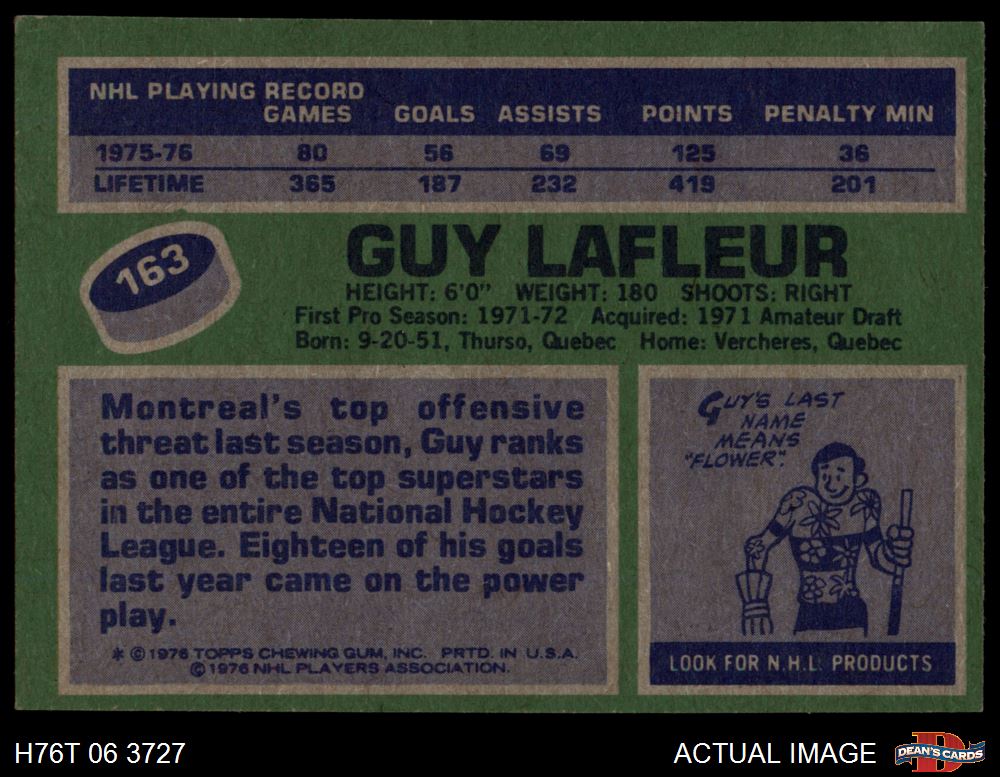 NHL PLAYING RECORD
GAMES GOALS ASSISTS POINTS PENALTY MIN
1975-76 80 56 69 125 36
LIFETIME 365 187 232 419 201
163
GUY LAFLEUR
HEIGHT: 6'0" WEIGHT: 180 SHOOTS: RIGHT
First Pro Season: 1971-72 Acquired: 1971 Amateur Draft
Born: 9-20-51, Thurso, Quebec Home: Vercheres, Quebec
Montreal's top offensive
threat last season, Guy ranks
as one of the top superstars
in the entire National Hockey
League. Eighteen of his goals
last year came on the power
play.
* © 1976 TOPPS CHEWING GUM, INC. PRTD. IN U.S.A.
© 1976 NHL PLAYERS ASSOCIATION.
GUY'S LAST
NAME
MEANS
"FLOWER".
LOOK FOR N.H.L. PRODUCTS
H76T 06 3727
ACTUAL IMAGE
D
DEAN'S CARDS